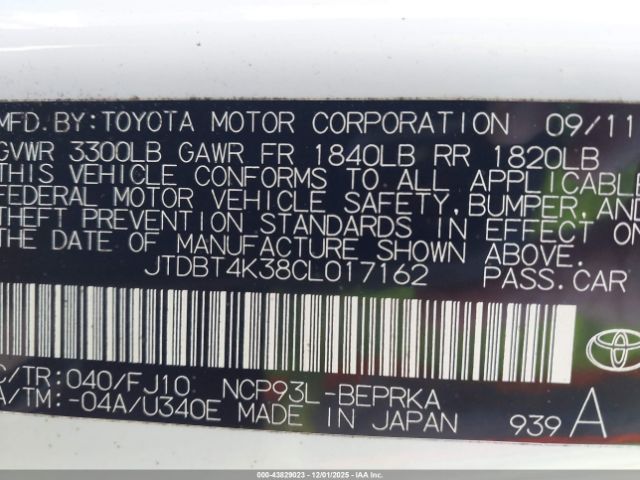 MFD. BY: TOYOTA MOTOR CORPORATION 09/11
GVWR 3300LB GAWR FR 1840LB RR 1820LB
THIS VEHICLE CONFORMS TO ALL APPLICABLE
FEDERAL MOTOR VEHICLE SAFETY, BUMPER, AND
THEFT PREVENTION STANDARDS IN EFFECT ON
THE DATE OF MANUFACTURE SHOWN ABOVE.
JTDBT4K38CL017162 PASS. CAR
C/TR: 040/FJ10 NCP93L-BEPRKA
A/TM: -04A/U340E MADE IN JAPAN 939 A
000-43829023 | 12/01/2025 - IAA Inc.